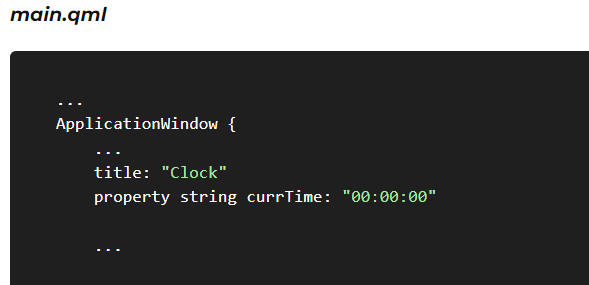 main.qml
...
ApplicationWindow {
...
title: "Clock"
property string currTime: "00:00:00"
...